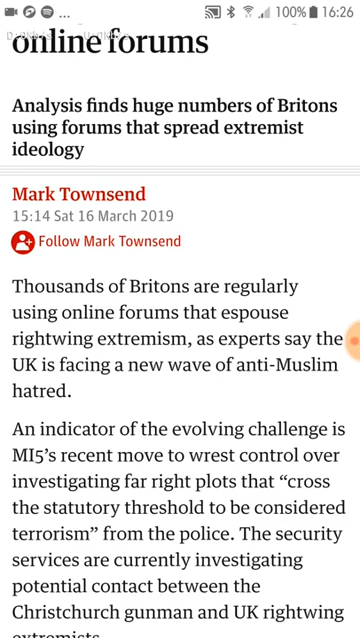 100% 16:26
online forums
Analysis finds huge numbers of Britons
using forums that spread extremist
ideology
Mark Townsend
15:14 Sat 16 March 2019
Follow Mark Townsend
Thousands of Britons are regularly
using online forums that espouse
rightwing extremism, as experts say the
UK is facing a new wave of anti-Muslim
hatred.
An indicator of the evolving challenge is
MI5’s recent move to wrest control over
investigating far right plots that “cross
the statutory threshold to be considered
terrorism” from the police. The security
services are currently investigating
potential contact between the
Christchurch gunman and UK rightwing
extremists.